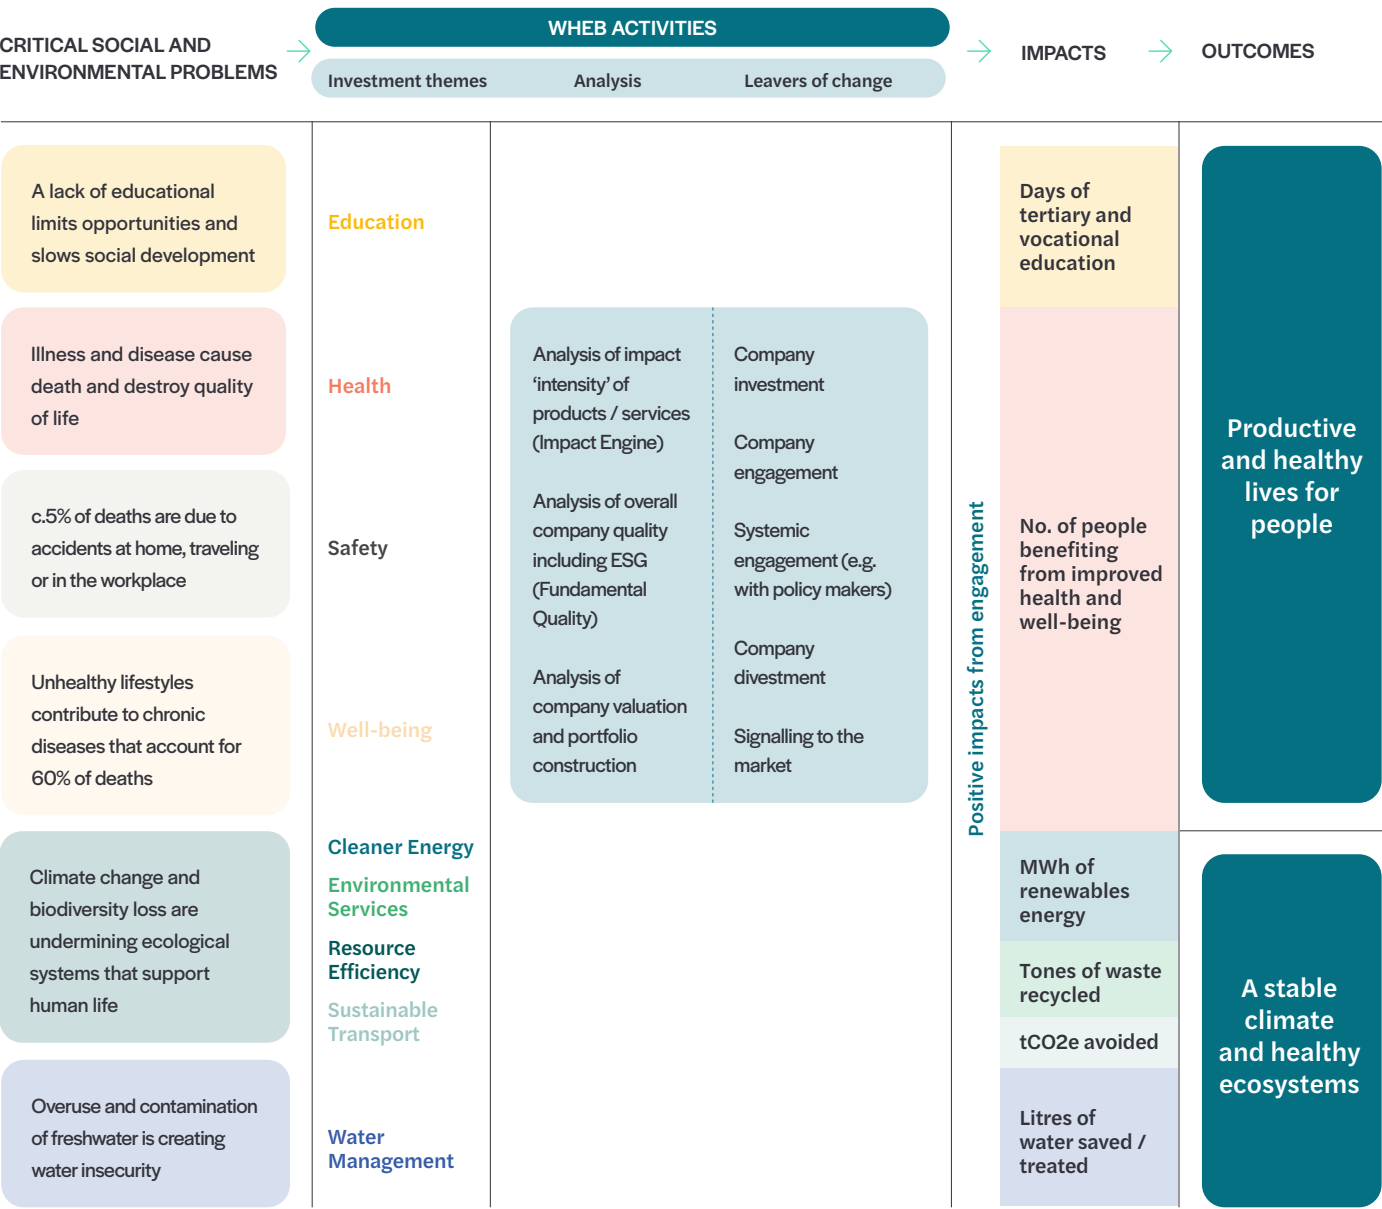 CRITICAL SOCIAL AND
ENVIRONMENTAL PROBLEMS
WHEB ACTIVITIES
Investment themes
Analysis
Leavers of change
IMPACTS
OUTCOMES
A lack of educational
limits opportunities and
slows social development
Illness and disease cause
death and destroy quality
of life
c.5% of deaths are due to
accidents at home, traveling
or in the workplace
Unhealthy lifestyles
contribute to chronic
diseases that account for
60% of deaths
Climate change and
biodiversity loss are
undermining ecological
systems that support
human life
Overuse and contamination
of freshwater is creating
water insecurity
Education
Health
Safety
Well-being
Cleaner Energy
Environmental
Services
Resource
Efficiency
Sustainable
Transport
Water
Management
Analysis of impact
‘intensity’ of
products / services
(Impact Engine)
Analysis of overall
company quality
including ESG
(Fundamental
Quality)
Analysis of
company valuation
and portfolio
construction
Company
investment
Company
engagement
Systemic
engagement (e.g.
with policy makers)
Company
divestment
Signalling to the
market
Positive impacts from engagement
Days of
tertiary and
vocational
education
No. of people
benefiting
from improved
health and
well-being
MWh of
renewables
energy
Tones of waste
recycled
tCO2e avoided
Litres of
water saved /
treated
Productive
and healthy
lives for
people
A stable
climate
and healthy
ecosystems